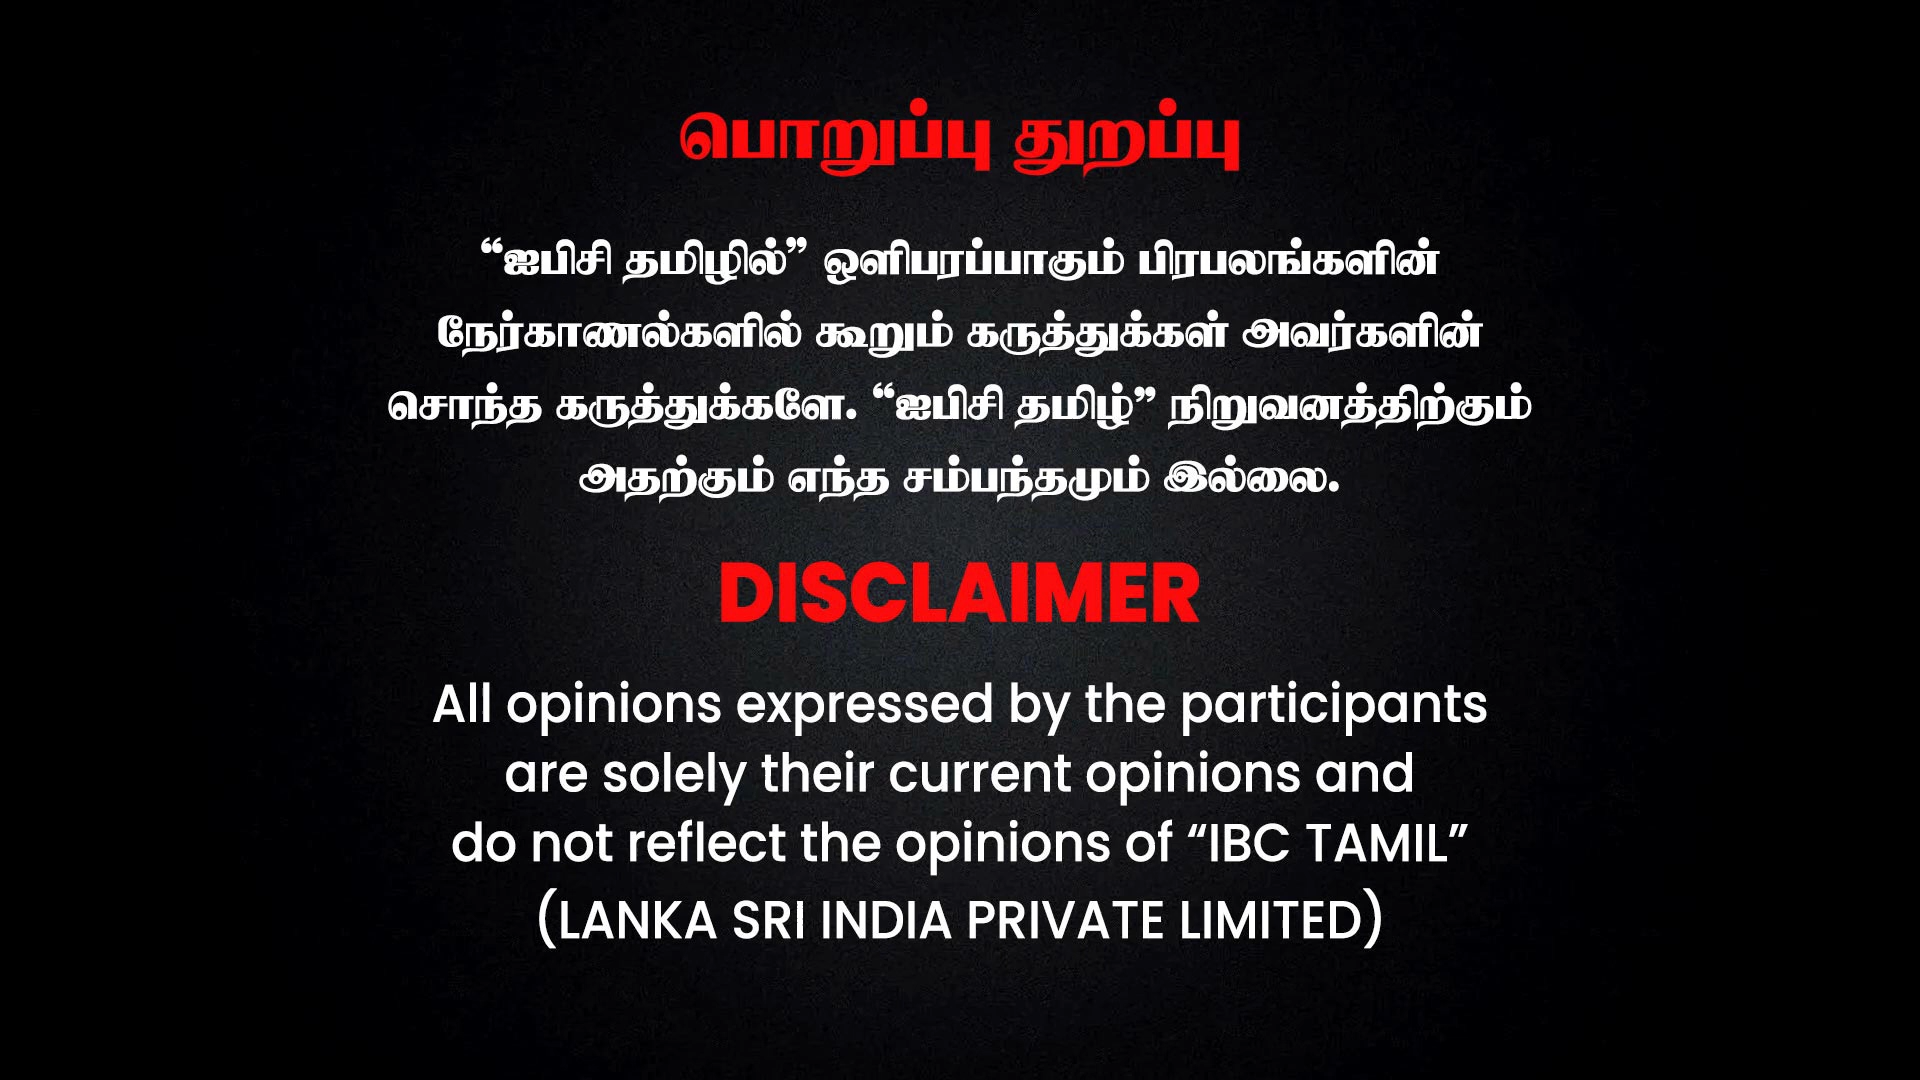 பொறுப்பு துறப்பு
“ஐபிசி தமிழில்” ஒளிபரப்பாகும் பிரபலங்களின்
நேர்காணல்களில் கூறும் கருத்துக்கள் அவர்களின்
சொந்த கருத்துக்களே. “ஐபிசி தமிழ்” நிறுவனத்திற்கும்
அதற்கும் எந்த சம்பந்தமும் இல்லை.
DISCLAIMER
All opinions expressed by the participants
are solely their current opinions and
do not reflect the opinions of “IBC TAMIL”
(LANKA SRI INDIA PRIVATE LIMITED)